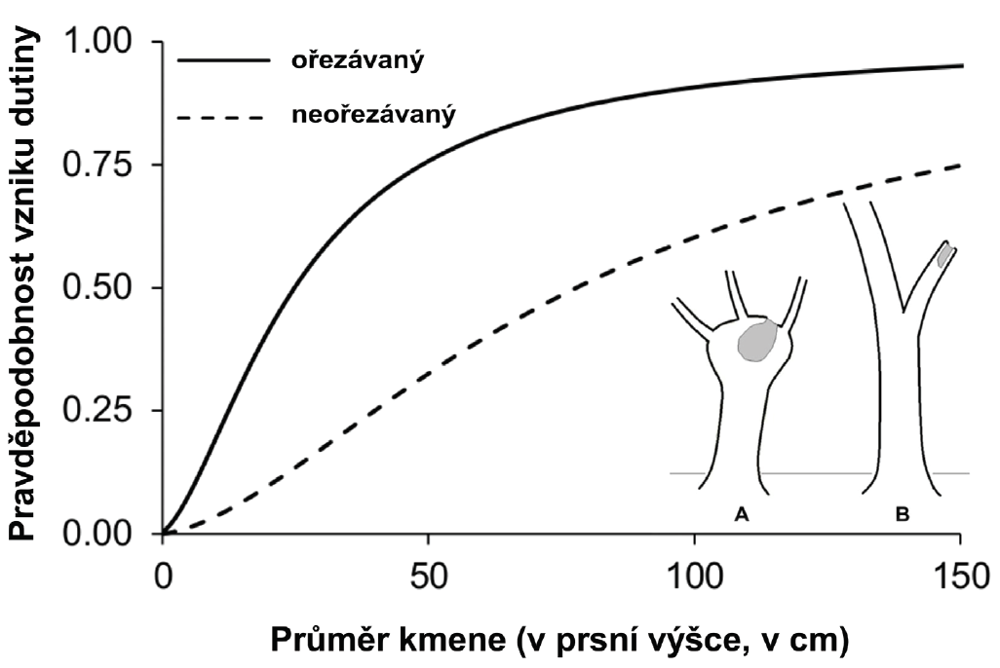 Pravděpodobnost vzniku dutiny
1.00
0.75
0.50
0.25
0.00
ořezávaný
neořezávaný
A
B
0
50
100
150
Průměr kmene (v prsní výšce, v cm)